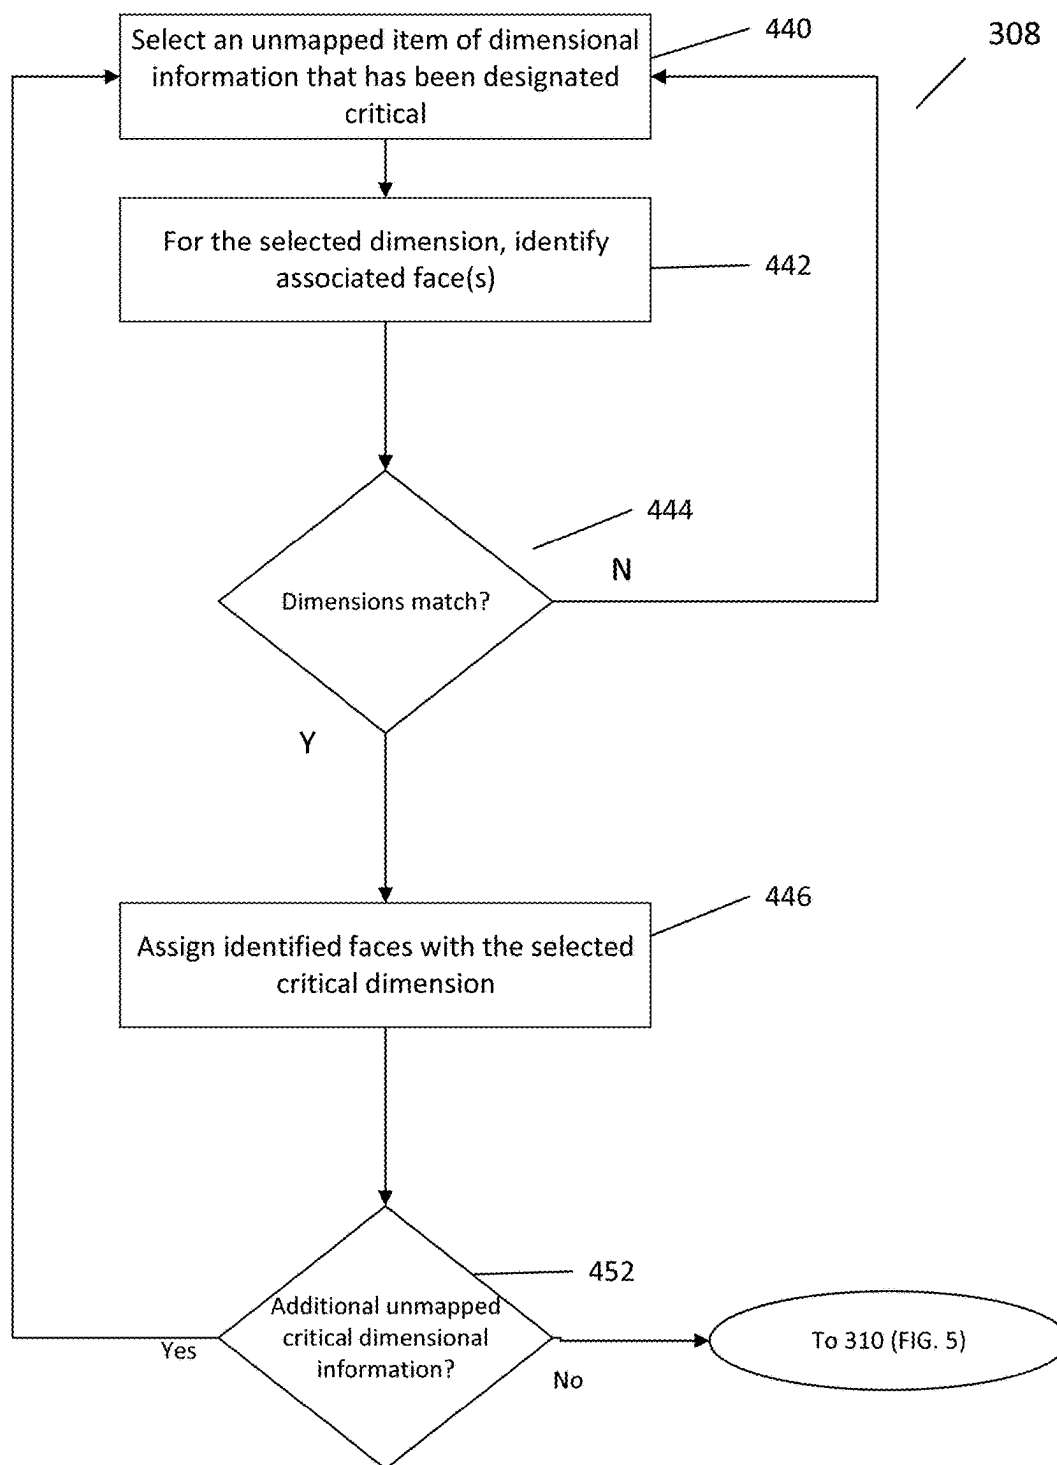 Select an unmapped item of dimensional
information that has been designated
critical
440
308
For the selected dimension, identify
associated face(s)
442
444
N
Dimensions match?
Y
446
Assign identified faces with the selected
critical dimension
452
Additional unmapped
critical dimensional
information?
Yes
No
To 310 (FIG. 5)